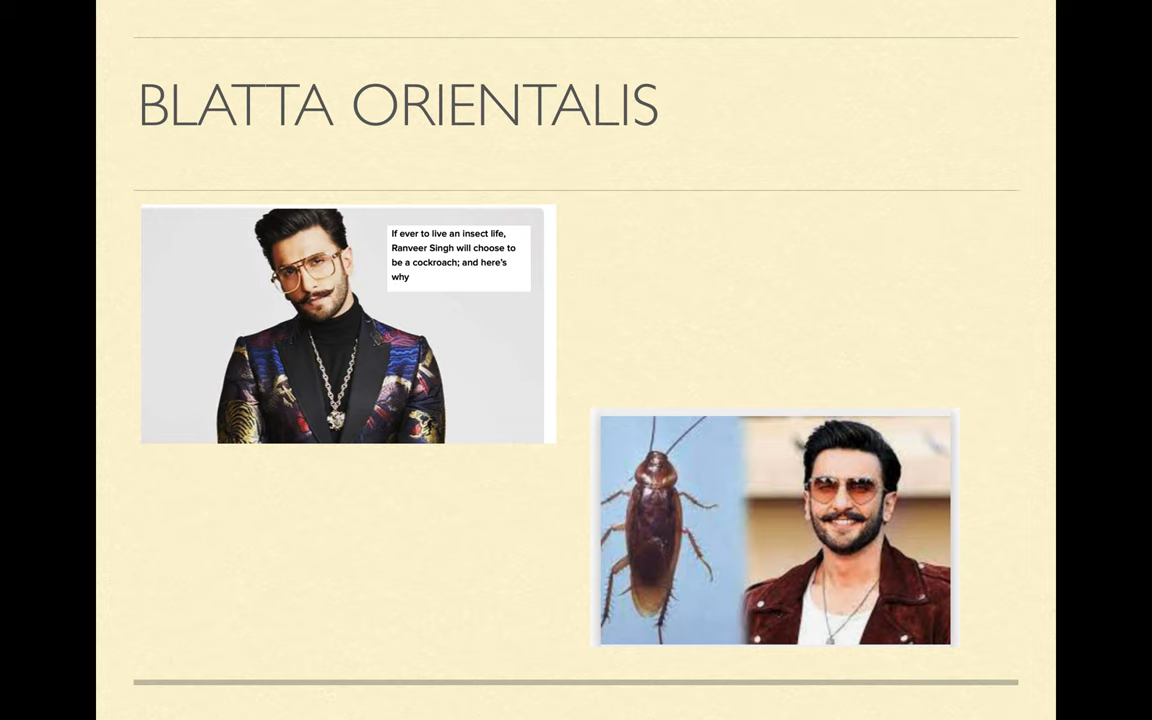 BLATTA ORIENTALIS
If ever to live an insect life,
Ranveer Singh will choose to
be a cockroach; and here's
why